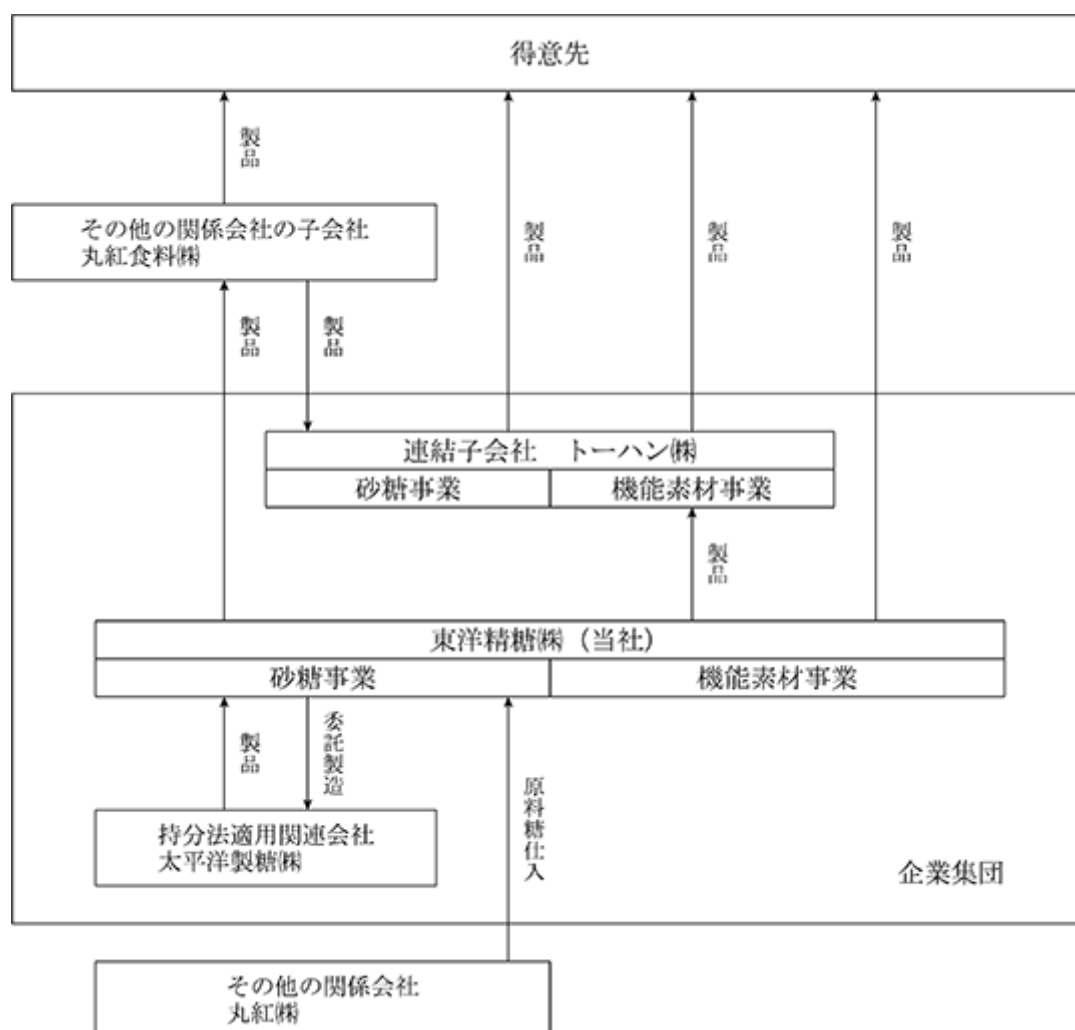 得意先
製品
その他の関係会社の子会社
丸紅食料㈱
製品
製品
製品
製品
製品
連結子会社　トーハン㈱
砂糖事業
機能素材事業
製品
東洋精糖㈱（当社）
砂糖事業
機能素材事業
製品
委託製造
原料糖仕入
持分法適用関連会社
太平洋製糖㈱
企業集団
その他の関係会社
丸紅㈱